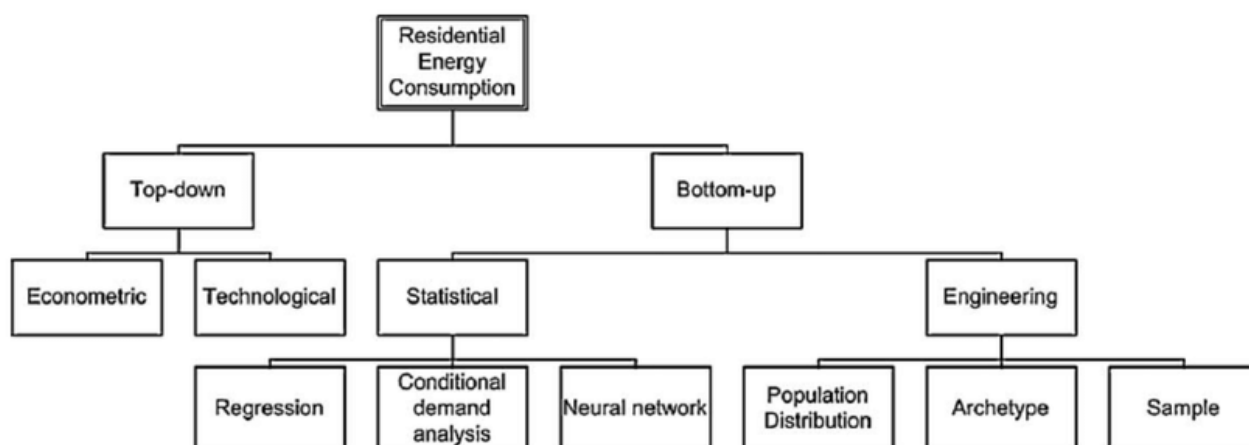 Residential
Energy
Consumption
Top-down
Bottom-up
Econometric
Technological
Statistical
Engineering
Regression
Conditional
demand
analysis
Neural network
Population
Distribution
Archetype
Sample